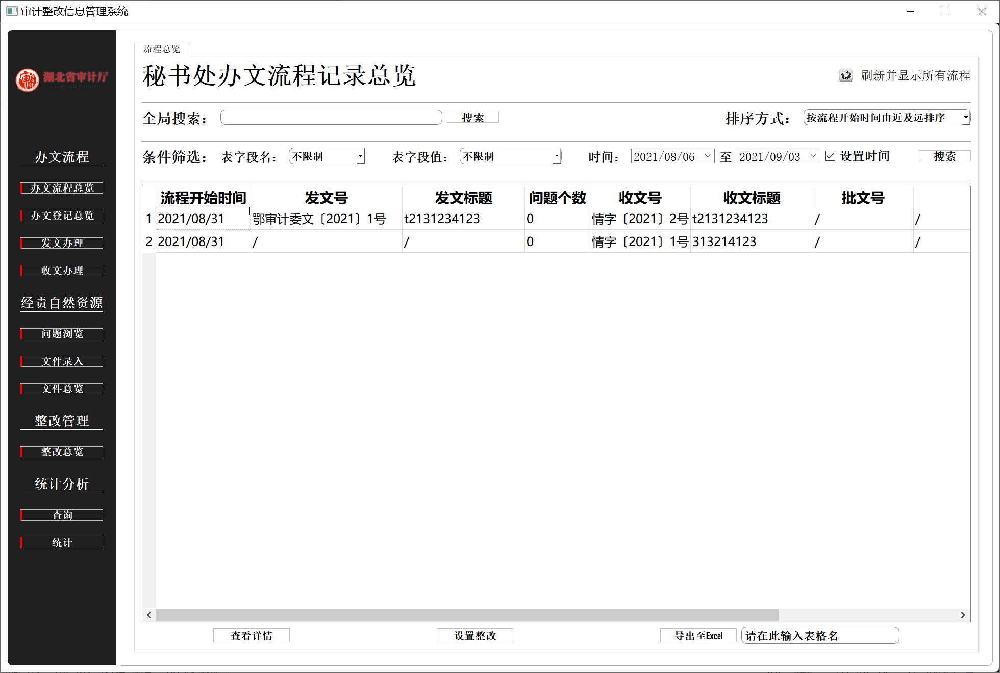 审计整改信息管理系统
湖北省审计厅
办文流程
办文流程总览
办文登记总览
发文办理
收文办理
经责自然资源
问题浏览
文件录入
文件总览
整改管理
整改总览
统计分析
查询
统计
流程总览
秘书处办文流程记录总览
刷新并显示所有流程
全局搜索： 搜索 排序方式： 按流程开始时间由近及远排序
条件筛选： 表字段名： 不限制 表字段值： 不限制 时间： 2021/08/06 至 2021/09/03 设置时间 搜索
流程开始时间 发文号 发文标题 问题个数 收文号 收文标题 批文号
1 2021/08/31 鄂审计委文〔2021〕1号 t2131234123 0 情字〔2021〕2号 t2131234123 / /
2 2021/08/31 / / 0 情字〔2021〕1号 313214123 / /
查看详情 设置整改 导出至Excel 请在此输入表格名